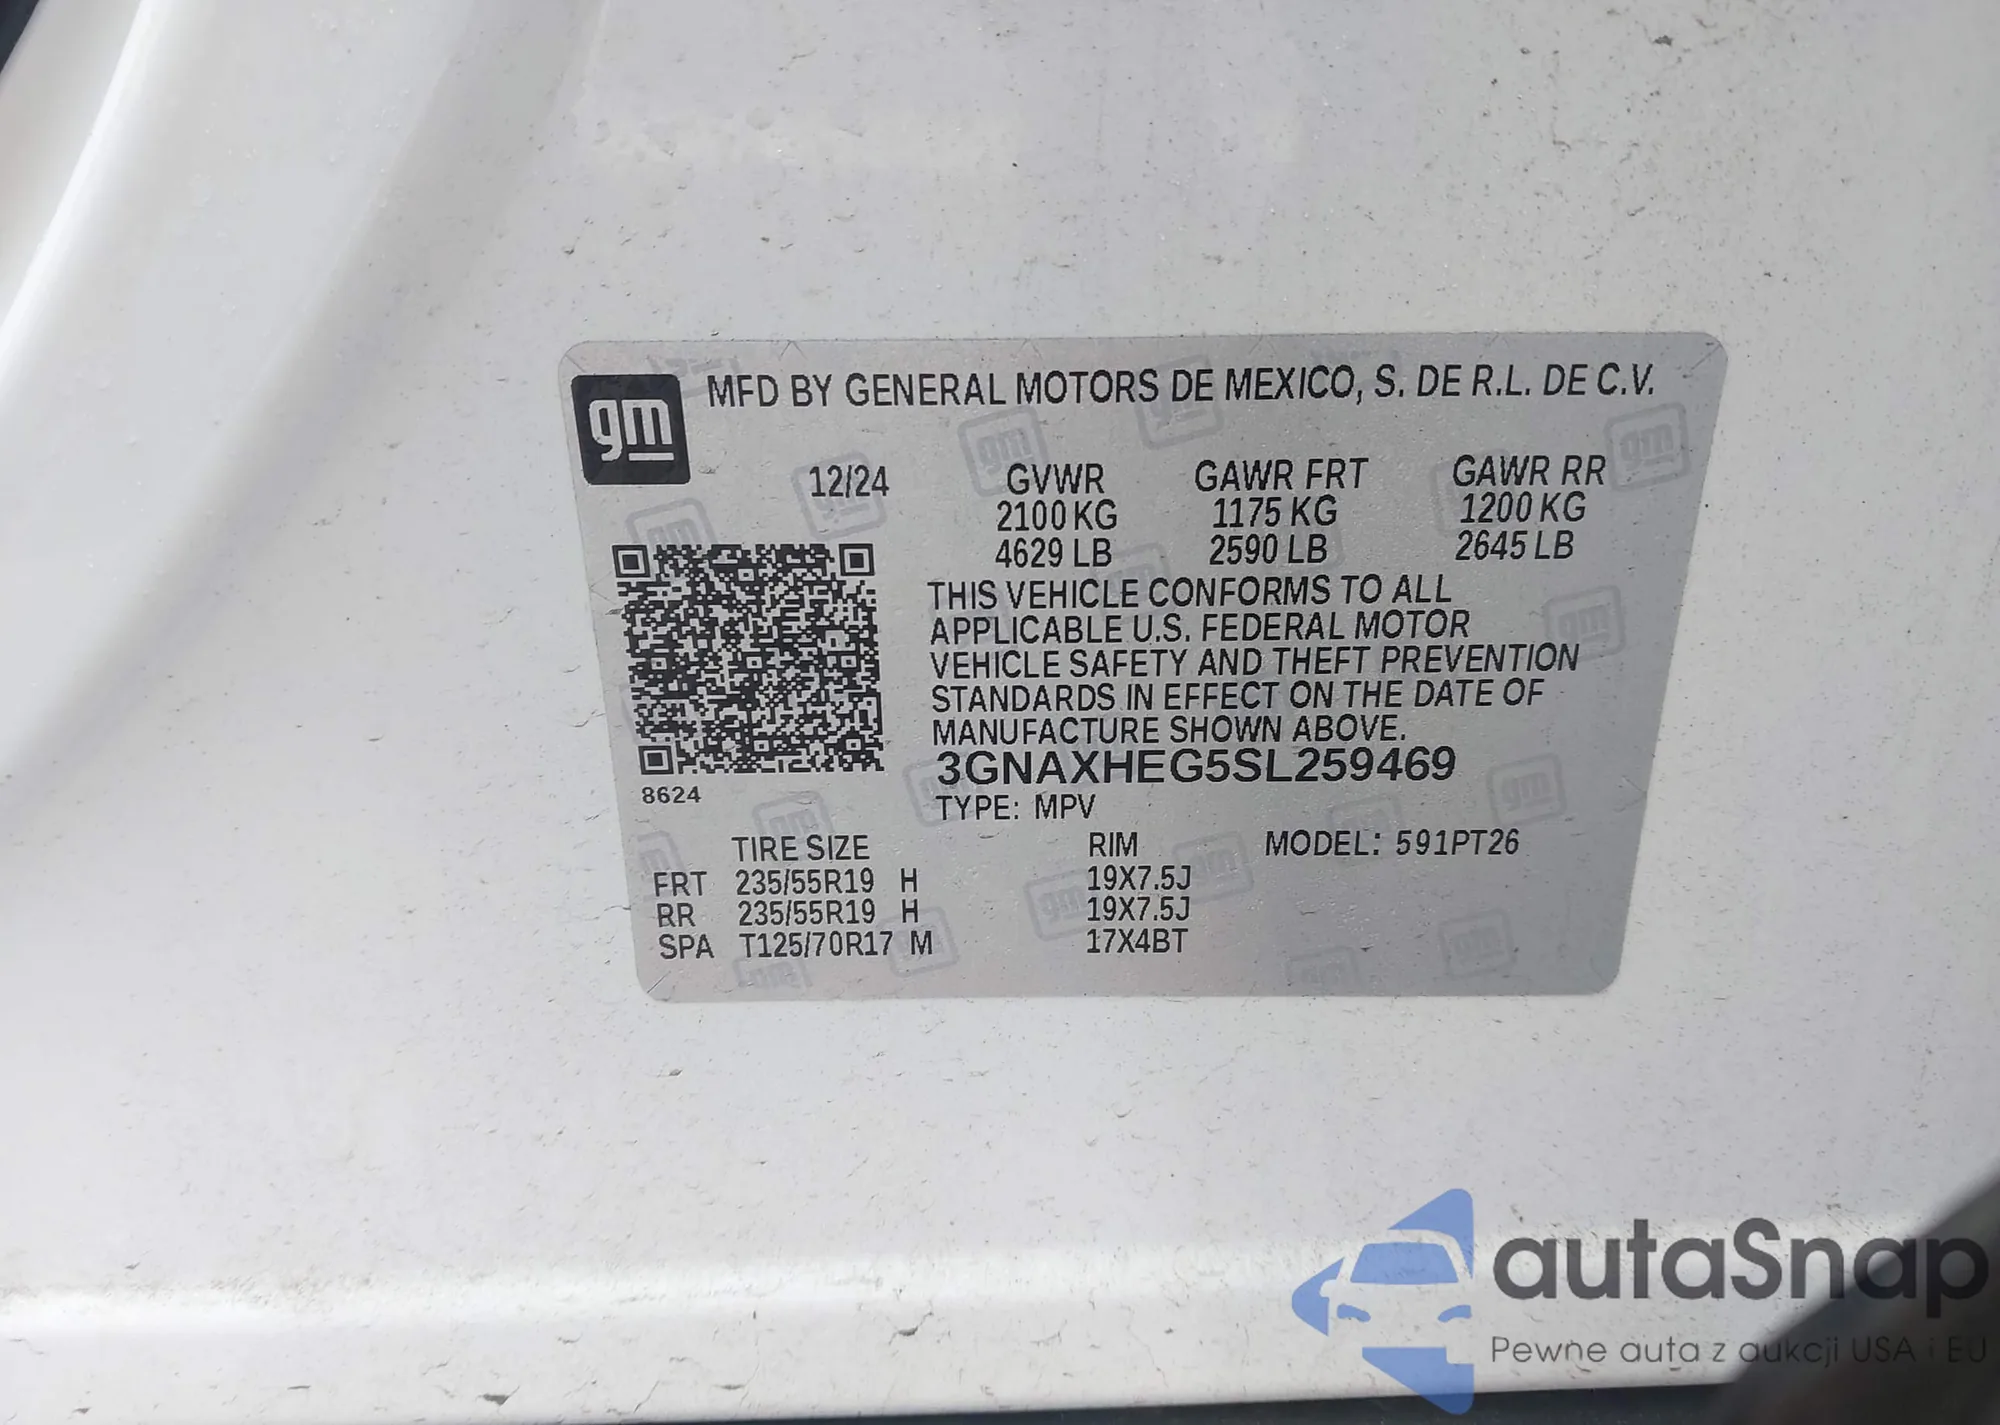 gm MFD BY GENERAL MOTORS DE MEXICO, S. DE R.L. DE C.V.
12/24 GVWR GAWR FRT GAWR RR
2100 KG 1175 KG 1200 KG
4629 LB 2590 LB 2645 LB
THIS VEHICLE CONFORMS TO ALL
APPLICABLE U.S. FEDERAL MOTOR
VEHICLE SAFETY AND THEFT PREVENTION
STANDARDS IN EFFECT ON THE DATE OF
MANUFACTURE SHOWN ABOVE.
3GNAXHEG5SL259469
8624
TYPE: MPV
TIRE SIZE RIM MODEL: 591PT26
FRT 235/55R19 H 19X7.5J
RR 235/55R19 H 19X7.5J
SPA T125/70R17 M 17X4BT
autaSnap
Pewne auta z aukcji USA i EU